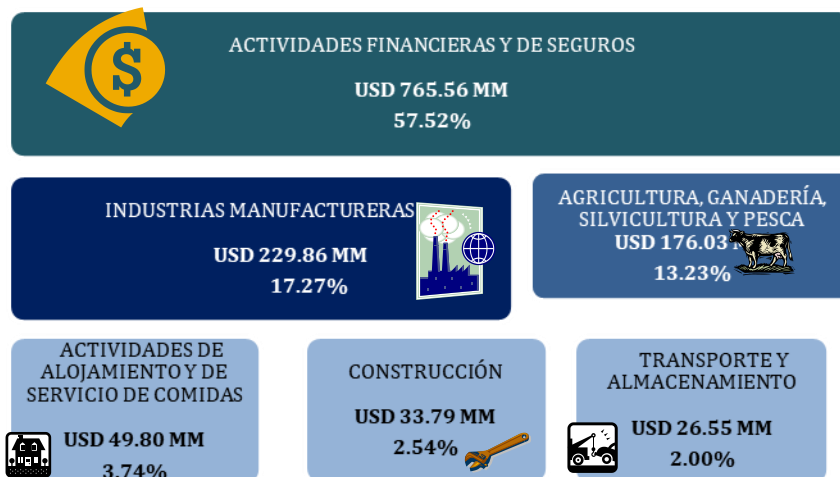 ACTIVIDADES FINANCIERAS Y DE SEGUROS
USD 765.56 MM
57.52%
INDUSTRIAS MANUFACTURERAS
USD 229.86 MM
17.27%
AGRICULTURA, GANADERÍA,
SILVICULTURA Y PESCA
USD 176.03
13.23%
ACTIVIDADES DE
ALOJAMIENTO Y DE
SERVICIO DE COMIDAS
USD 49.80 MM
3.74%
CONSTRUCCIÓN
USD 33.79 MM
2.54%
TRANSPORTE Y
ALMACENAMIENTO
USD 26.55 MM
2.00%